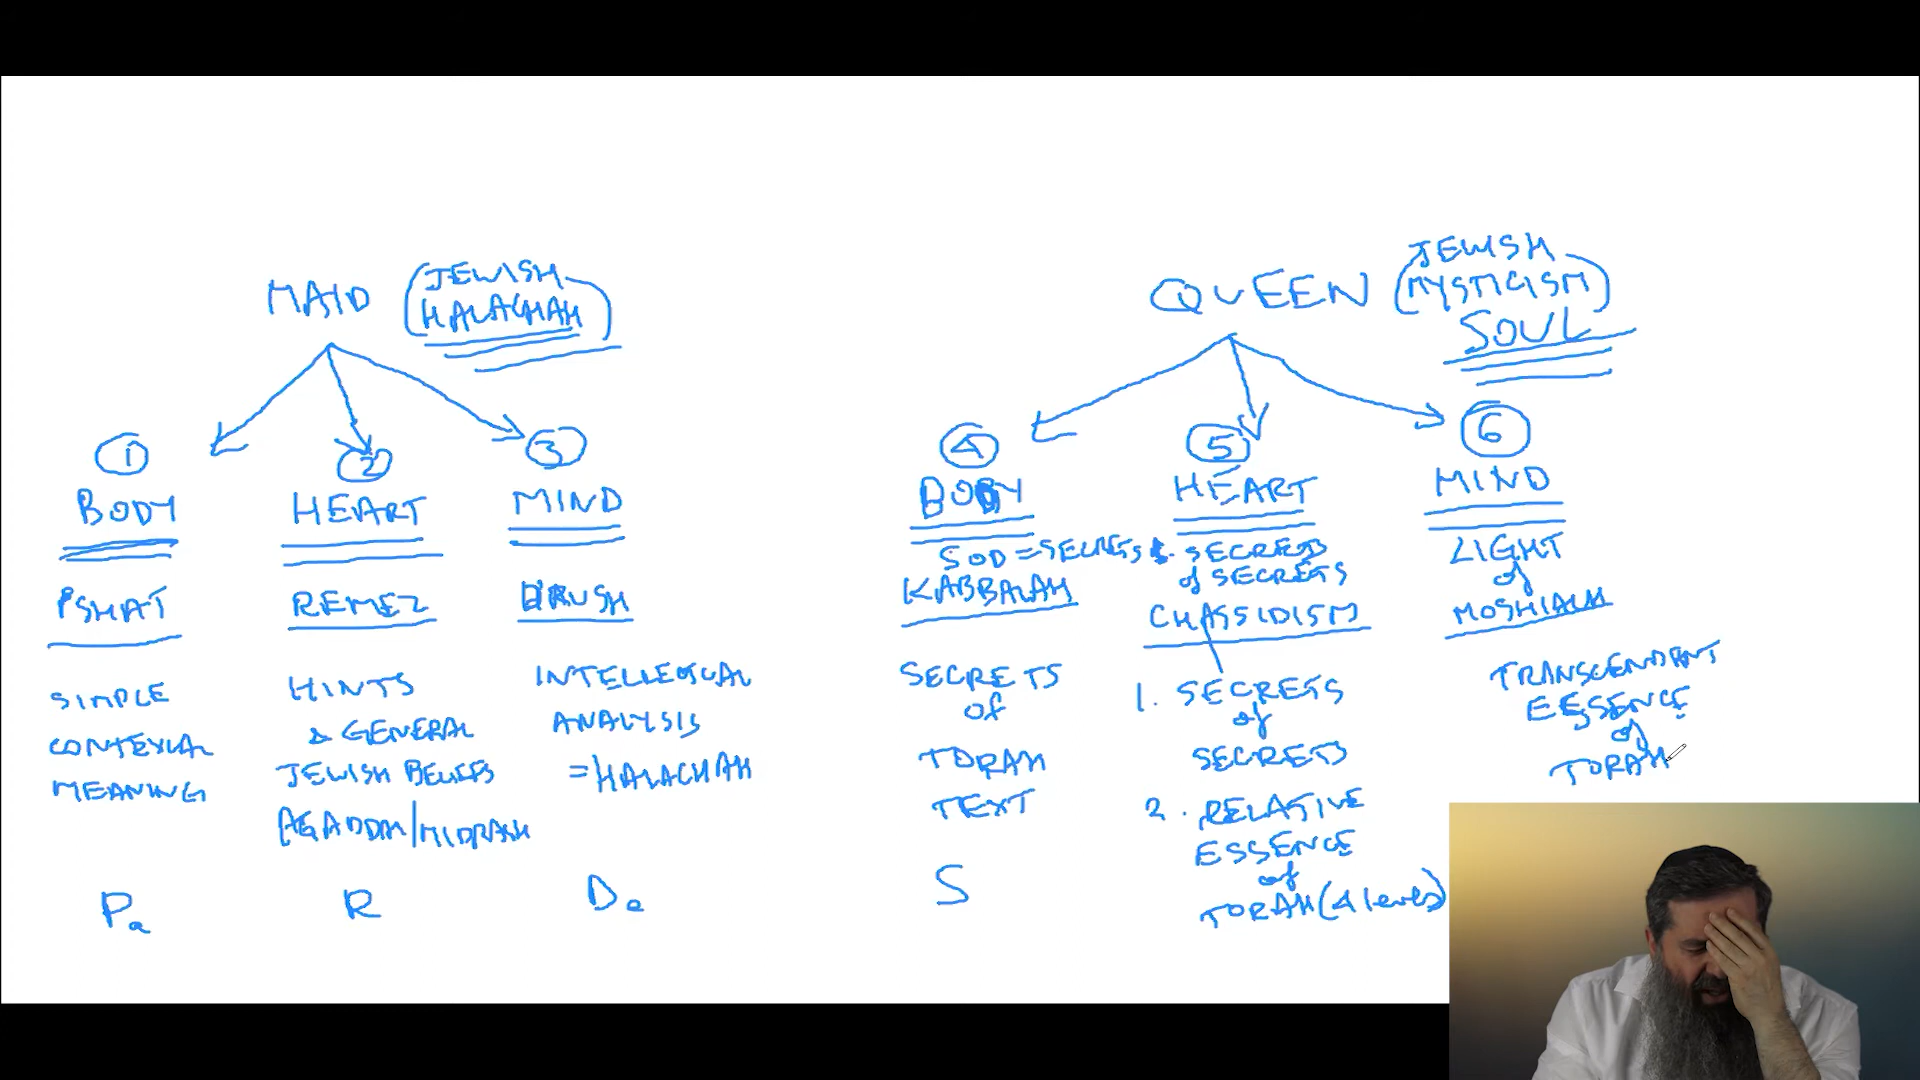 MAID
(JEWISH
HALACHAH)
1
BODY
PSHAT
SIMPLE
CONTEXUAL
MEANING
Pa
2
HEART
REMEZ
HINTS
& GENERAL
JEWISH BELIEFS
AGADDA/MIDRASH
R
3
MIND
DRUSH
INTELLECTUAL
ANALYSIS
=HALACHAH
De
QUEEN
(JEWISH
MYSTICISM)
SOUL
4
BODY
SOD = SECRETS
KABBALAH
SECRETS
of
TORAH
TEXT
S
5
HEART
1. SECRETS
of SECRETS
CHASSIDISM
1. SECRETS
of
SECRETS
2. RELATIVE
ESSENCE
of
TORAH (4 levels)
6
MIND
LIGHT
of
MOSHIACH
TRANSCENDANT
ESSENCE
of
TORAH